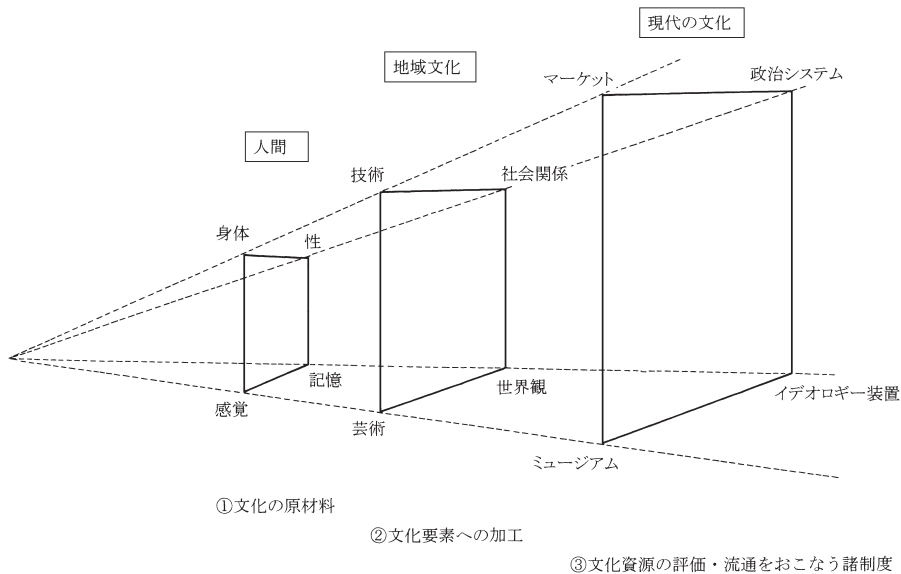 現代の文化
地域文化
マーケット
政治システム
人間
技術
社会関係
身体
性
記憶
世界観
イデオロギー装置
感覚
芸術
ミュージアム
①文化の原材料
②文化要素への加工
③文化資源の評価・流通をおこなう諸制度